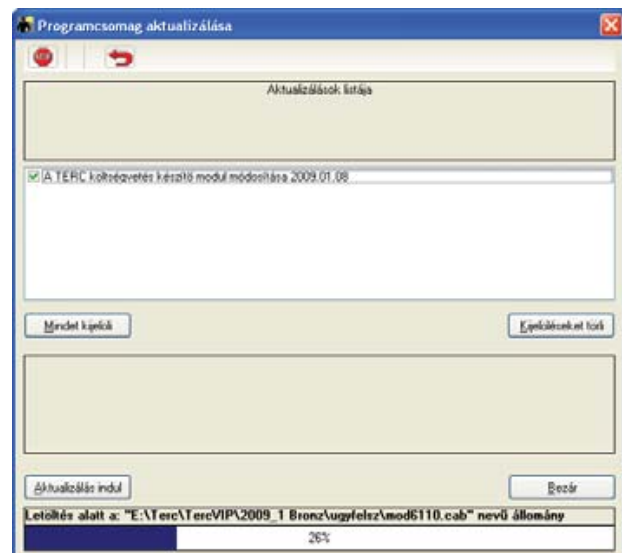 Programcsomag aktualizálása
Aktualizálások listája
A TERC költségvetés készítő modul módosítása 2009.01.08
Mindet kijelöli
Kijelöléseket törli
Aktualizálás indul
Bezár
Letöltés alatt a: "E:\Terc\TercVIP\2009_1 Bronz\ugyfelsz\mod6110.cab" nevű állomány
26%